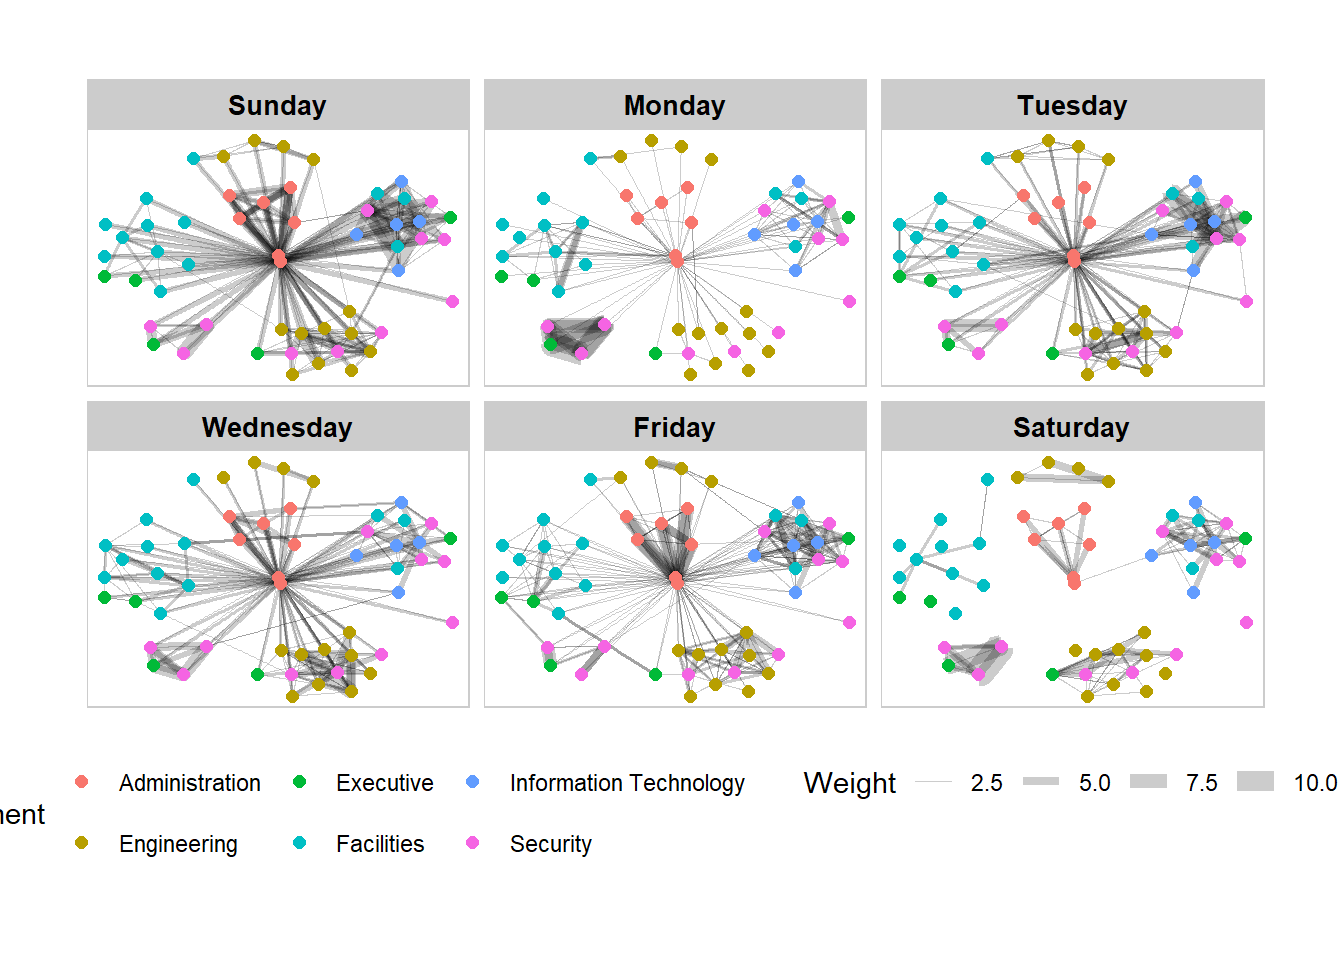 Sunday Monday Tuesday
Wednesday Friday Saturday
Administration Executive Information Technology Weight 2.5 5.0 7.5 10.0
Engineering Facilities Security